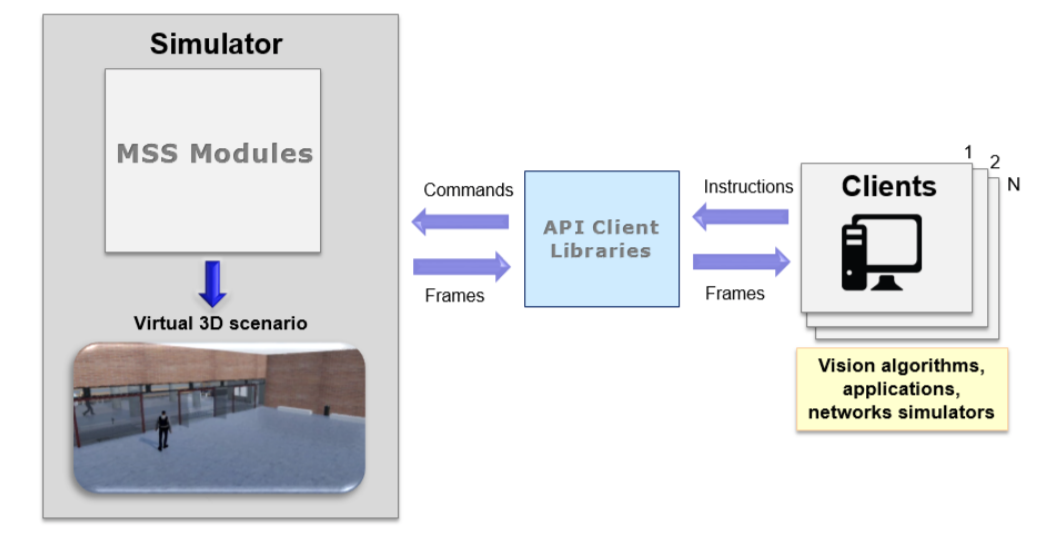 Simulator
MSS Modules
Virtual 3D scenario
Commands
Frames
API Client
Libraries
Instructions
Frames
1
2
N
Clients
Vision algorithms,
applications,
networks simulators